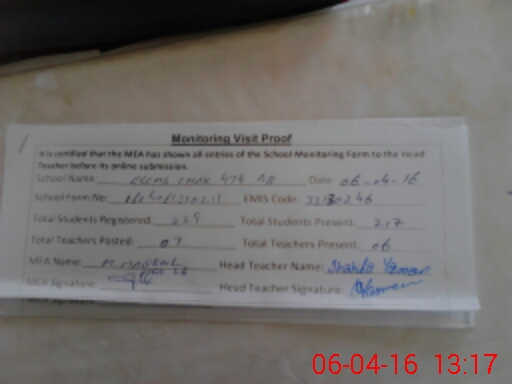 Monitoring Visit Proof
It is certified that the MEA has shown all entries of the School Monitoring Form to the Head
Teacher before its online submission.
School Name: CHAK 474 Date: 06-04-16
School Form No: EMIS Code:
Total Students Registered: 229 Total Students Present: 217
Total Teachers Posted: 07 Total Teachers Present: 06
MEA Name: Head Teacher Name: Shahila
MEA Signature: Head Teacher Signature:
06-04-16 13:17